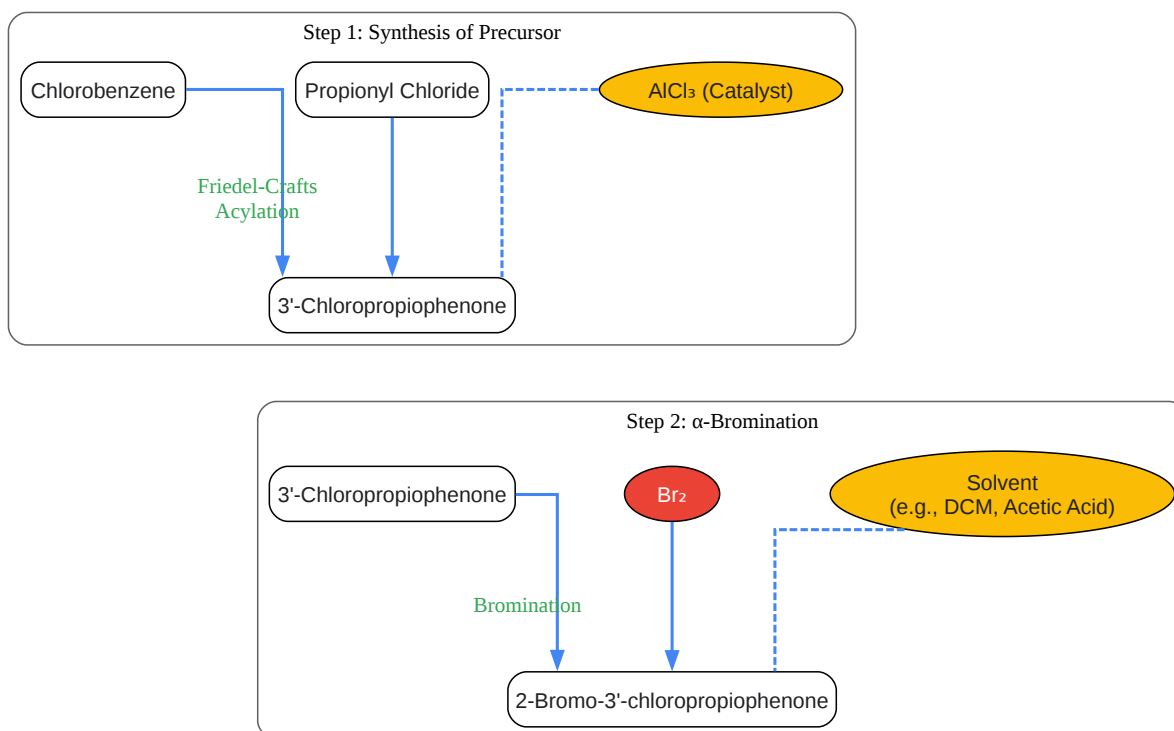 Step 1: Synthesis of Precursor
Chlorobenzene
Propionyl Chloride
AlCl₃ (Catalyst)
Friedel-Crafts
Acylation
3'-Chloropropiophenone
Step 2: α-Bromination
3'-Chloropropiophenone
Br₂
Solvent
(e.g., DCM, Acetic Acid)
Bromination
2-Bromo-3'-chloropropiophenone